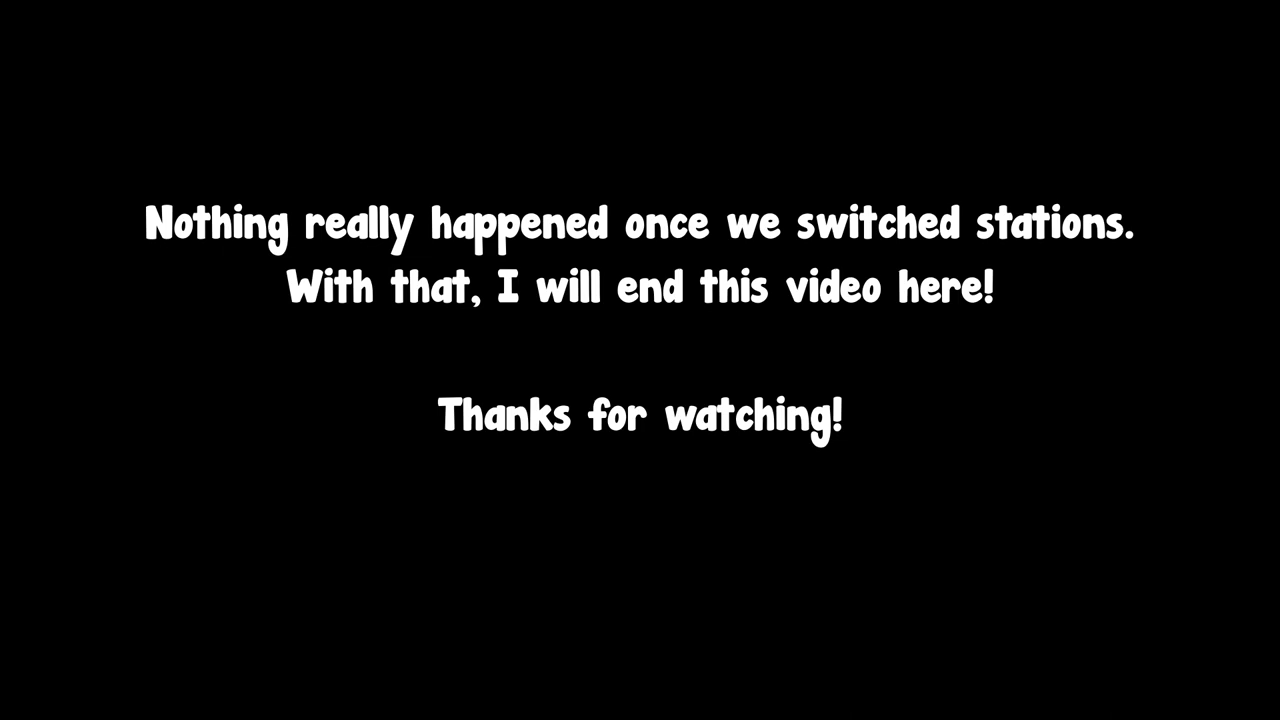 Nothing really happened once we switched stations.
With that, I will end this video here!
Thanks for watching!